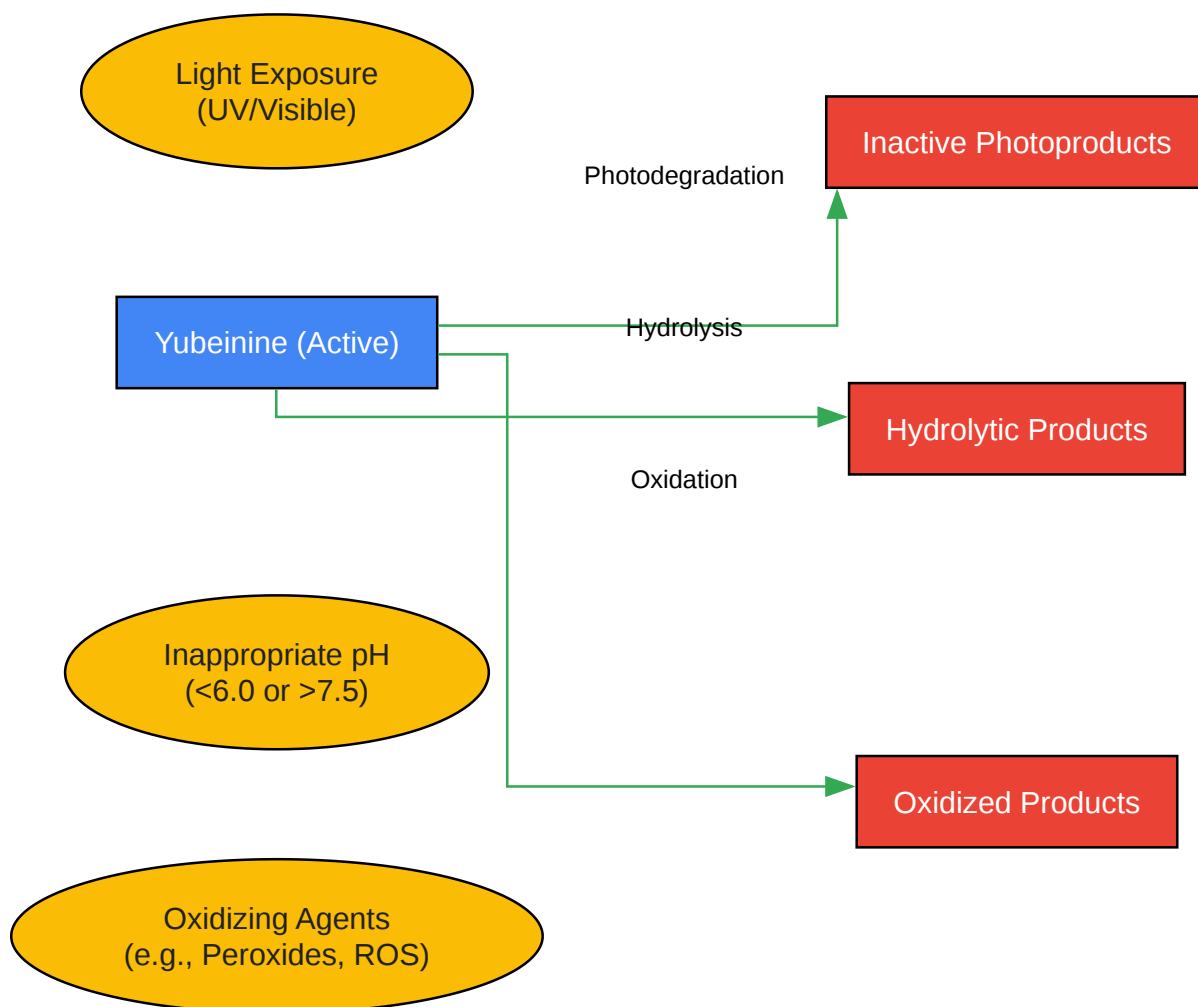 Light Exposure
(UV/Visible)
Inactive Photoproducts
Photodegradation
Yubeinine (Active)
Hydrolysis
Hydrolytic Products
Oxidation
Inappropriate pH
(<6.0 or >7.5)
Oxidized Products
Oxidizing Agents
(e.g., Peroxides, ROS)